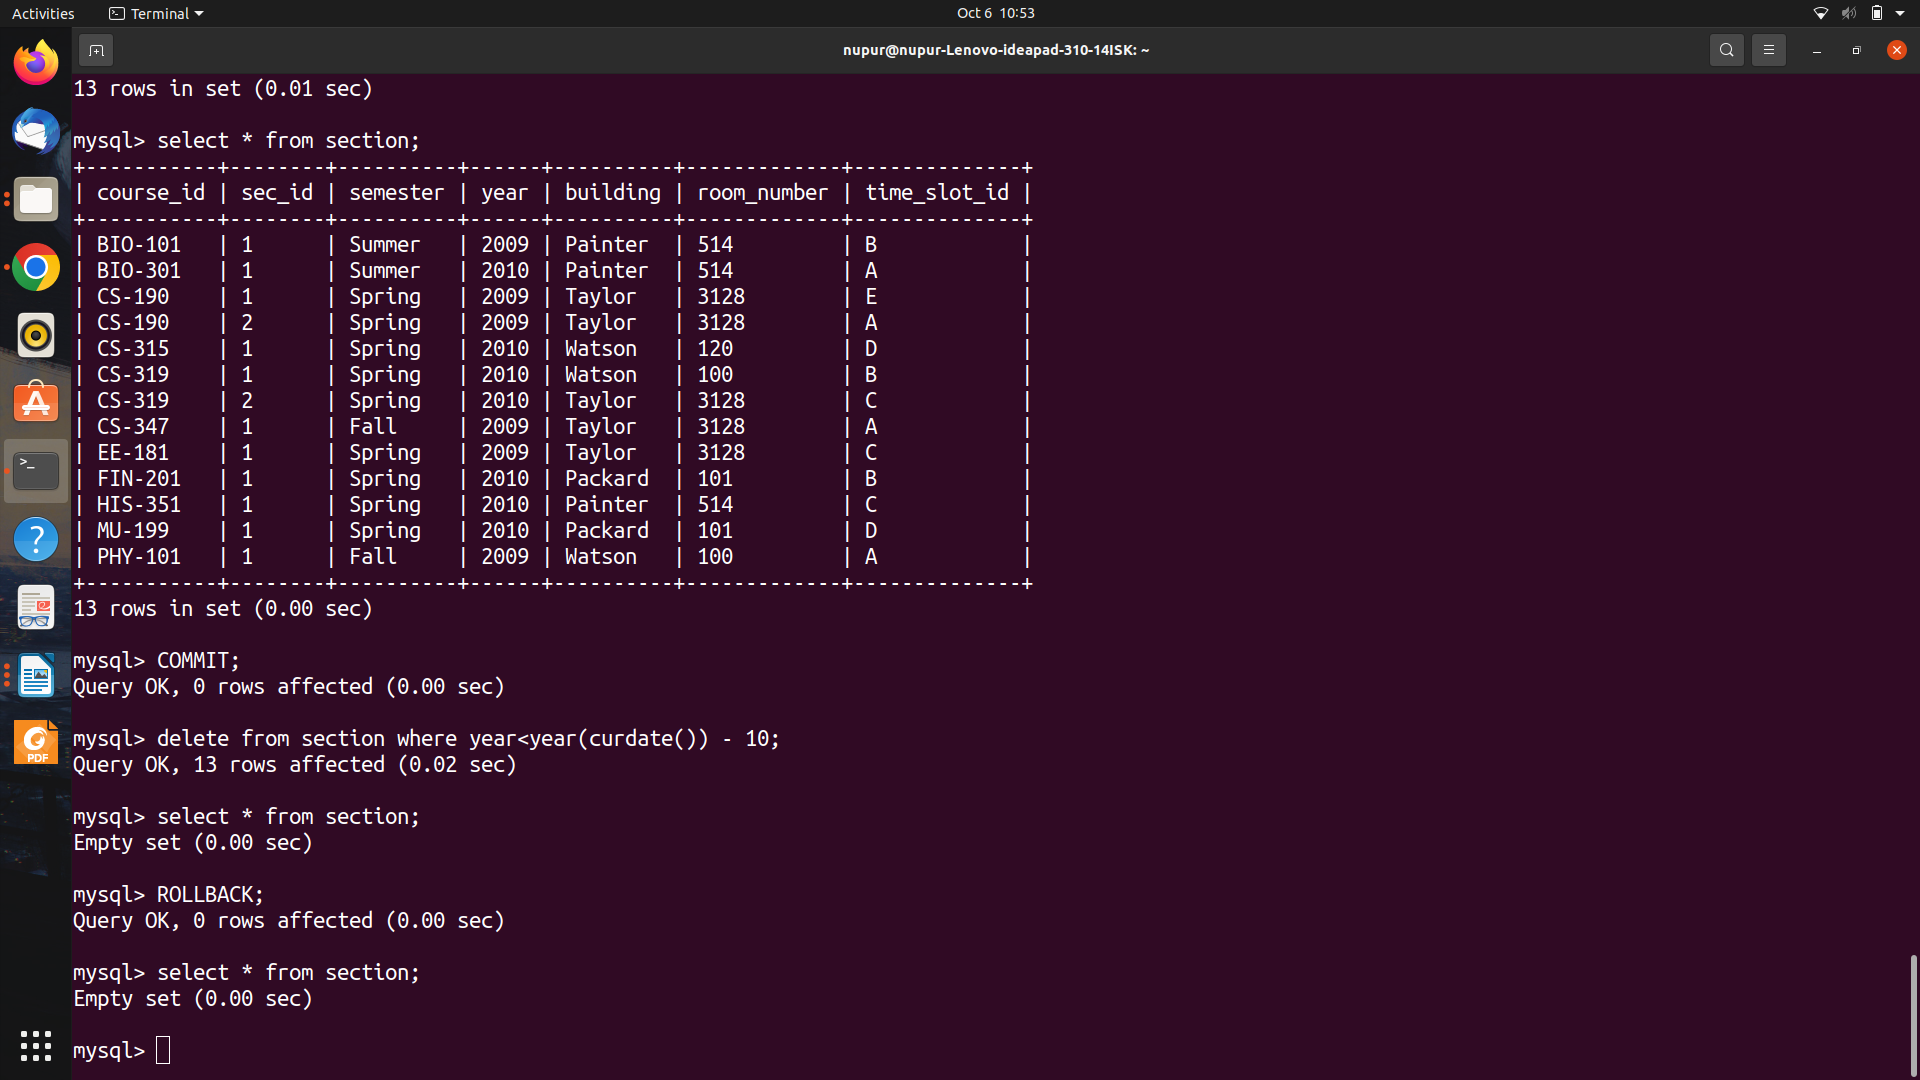 Activities Terminal Oct 6 10:53
nupur@nupur-Lenovo-ideapad-310-14ISK: ~
13 rows in set (0.01 sec)
mysql> select * from section;
+-----------+--------+----------+------+----------+-------------+--------------+
| course_id | sec_id | semester | year | building | room_number | time_slot_id |
+-----------+--------+----------+------+----------+-------------+--------------+
| BIO-101   | 1      | Summer   | 2009 | Painter  | 514         | B            |
| BIO-301   | 1      | Summer   | 2010 | Painter  | 514         | A            |
| CS-190    | 1      | Spring   | 2009 | Taylor   | 3128        | E            |
| CS-190    | 2      | Spring   | 2009 | Taylor   | 3128        | A            |
| CS-315    | 1      | Spring   | 2010 | Watson   | 120         | D            |
| CS-319    | 1      | Spring   | 2010 | Watson   | 100         | B            |
| CS-319    | 2      | Spring   | 2010 | Taylor   | 3128        | C            |
| CS-347    | 1      | Fall     | 2009 | Taylor   | 3128        | A            |
| EE-181    | 1      | Spring   | 2009 | Taylor   | 3128        | C            |
| FIN-201   | 1      | Spring   | 2010 | Packard  | 101         | B            |
| HIS-351   | 1      | Spring   | 2010 | Painter  | 514         | C            |
| MU-199    | 1      | Spring   | 2010 | Packard  | 101         | D            |
| PHY-101   | 1      | Fall     | 2009 | Watson   | 100         | A            |
+-----------+--------+----------+------+----------+-------------+--------------+
13 rows in set (0.00 sec)
mysql> COMMIT;
Query OK, 0 rows affected (0.00 sec)
mysql> delete from section where year<year(curdate()) - 10;
Query OK, 13 rows affected (0.02 sec)
mysql> select * from section;
Empty set (0.00 sec)
mysql> ROLLBACK;
Query OK, 0 rows affected (0.00 sec)
mysql> select * from section;
Empty set (0.00 sec)
mysql>
PDF